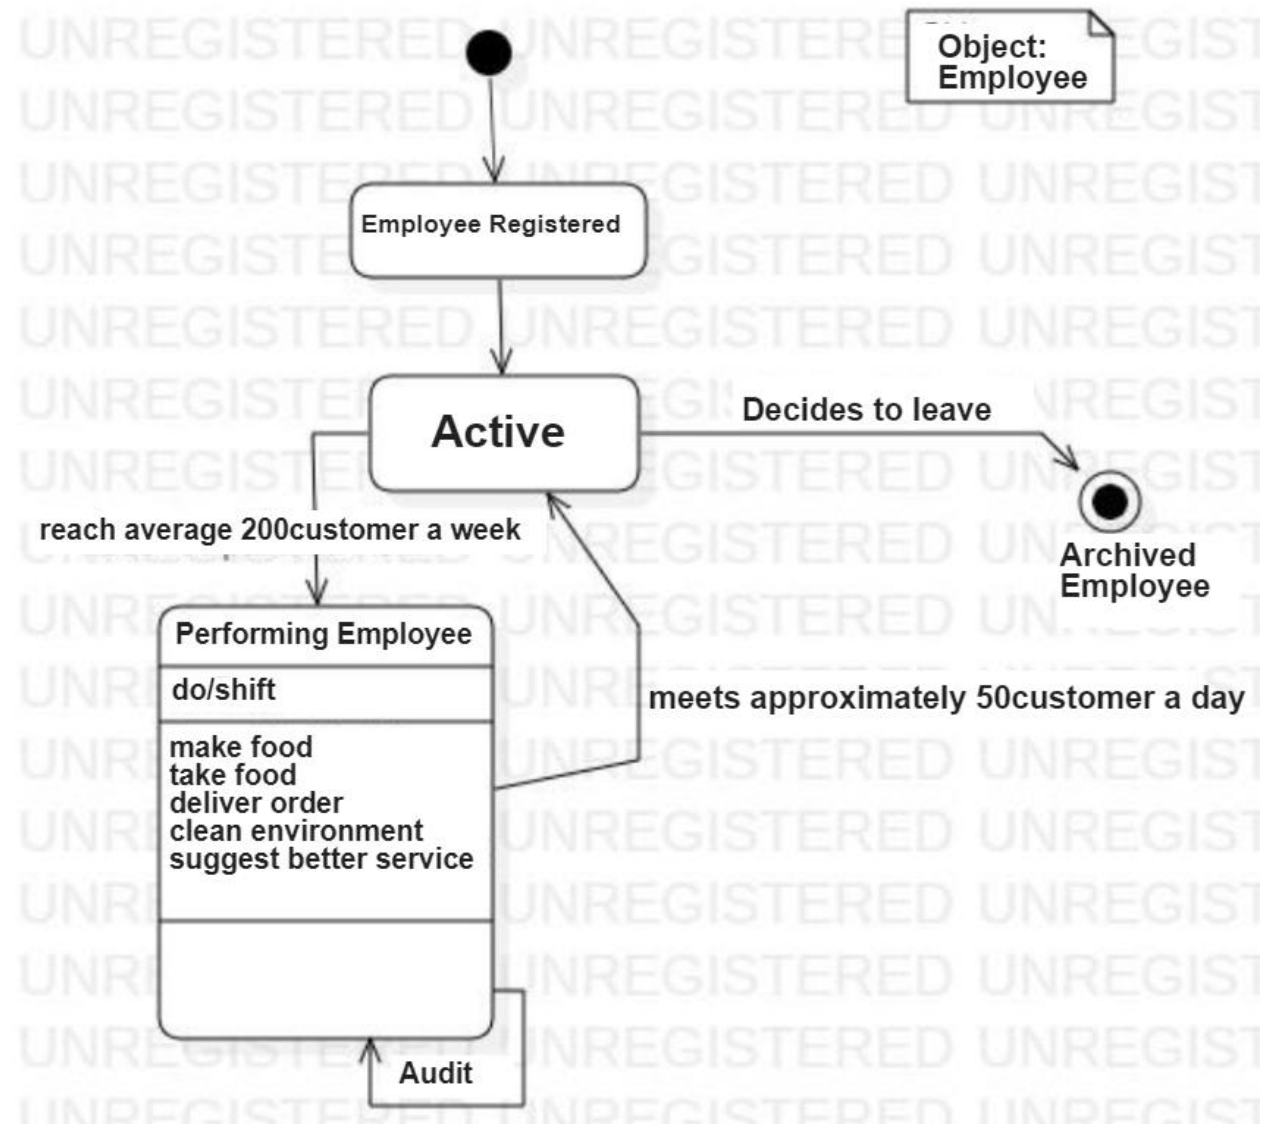 Object:
Employee
Employee Registered
Active
Decides to leave
reach average 200customer a week
Archived
Employee
Performing Employee
do/shift
meets approximately 50customer a day
make food
take food
deliver order
clean environment
suggest better service
Audit
UNREGISTERED